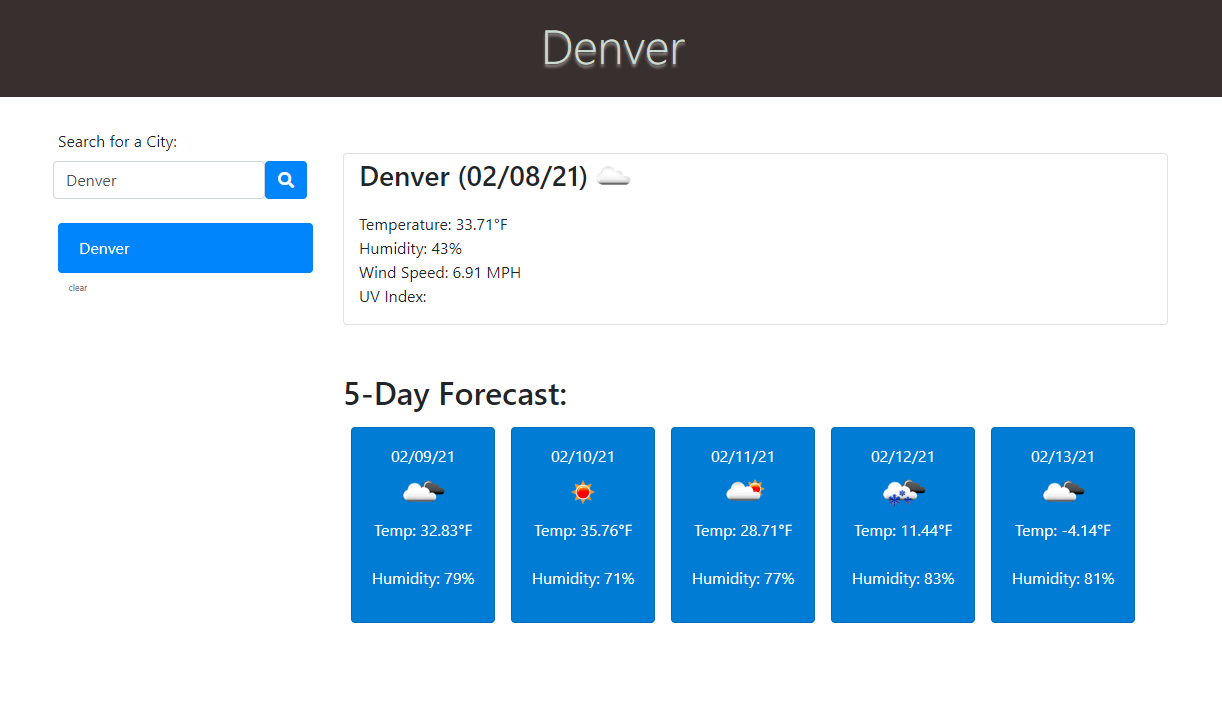 Denver
Search for a City:
Denver
Denver
clear
Denver (02/08/21)
Temperature: 33.71°F
Humidity: 43%
Wind Speed: 6.91 MPH
UV Index:
5-Day Forecast:
02/09/21
Temp: 32.83°F
Humidity: 79%
02/10/21
Temp: 35.76°F
Humidity: 71%
02/11/21
Temp: 28.71°F
Humidity: 77%
02/12/21
Temp: 11.44°F
Humidity: 83%
02/13/21
Temp: -4.14°F
Humidity: 81%